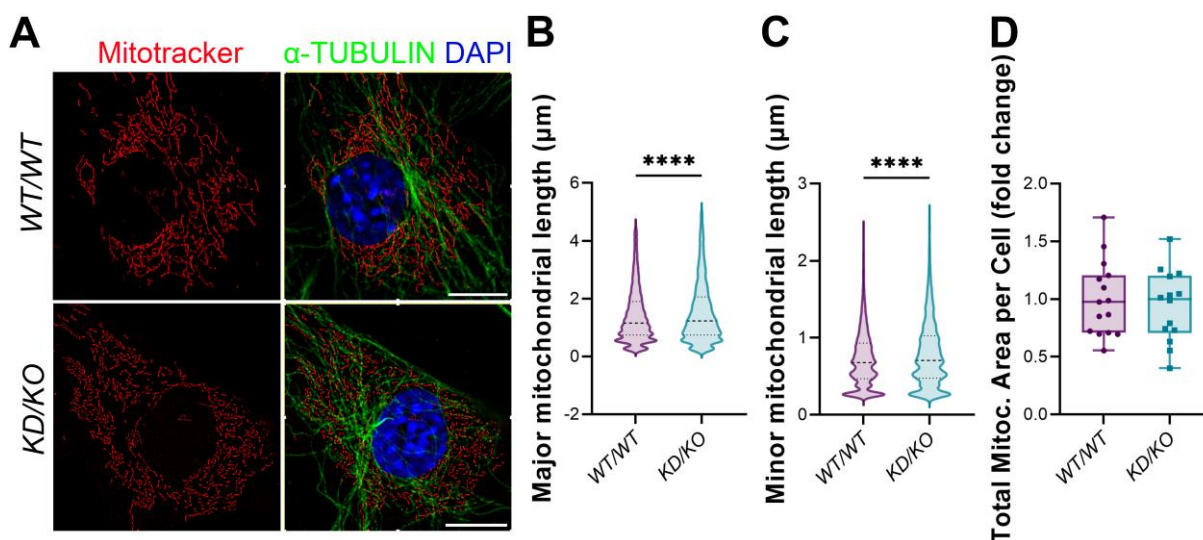 A
Mitotracker
α-TUBULIN DAPI
WT/WT
KD/KO
B
Major mitochondrial length (µm)
****
6
4
2
0
-2
WT/WT
KD/KO
C
Minor mitochondrial length (µm)
****
3
2
1
0
WT/WT
KD/KO
D
Total Mitoc. Area per Cell (fold change)
2.0
1.5
1.0
0.5
0.0
WT/WT
KD/KO